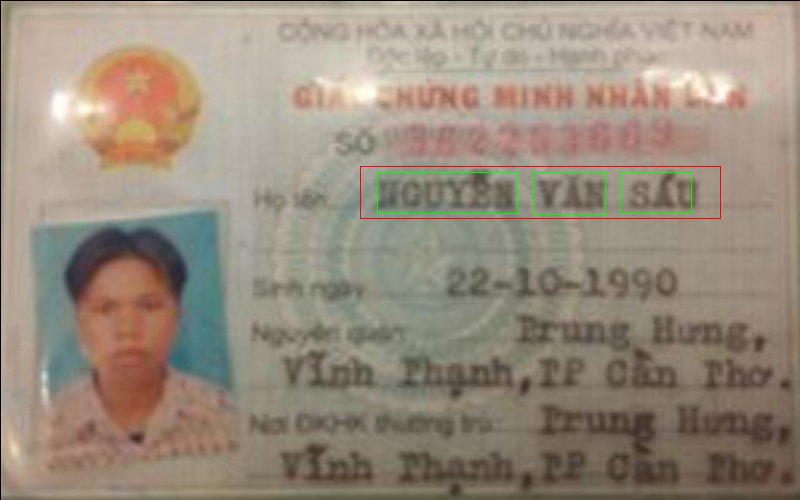 CỘNG HÒA XÃ HỘI CHỦ NGHĨA VIỆT NAM
Độc lập - Tự do - Hạnh phúc
GIẤY CHỨNG MINH NHÂN DÂN
SỐ
Họ tên NGUYỄN VĂN SÁU
Sinh ngày 22-10-1990
Nguyên quán: Trung Hưng,
Vĩnh Thạnh, TP Cần Thơ.
Nơi ĐKHK thường trú: Trung Hưng,
Vĩnh Thạnh, TP Cần Thơ.